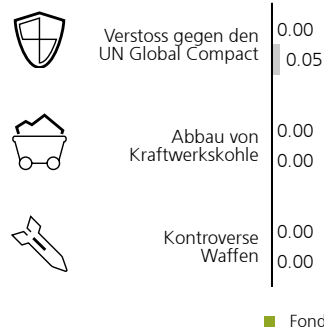 Verstoss gegen den
UN Global Compact
0.00
0.05
Abbau von
Kraftwerkskohle
0.00
0.00
Kontroverse
Waffen
0.00
0.00
Fond